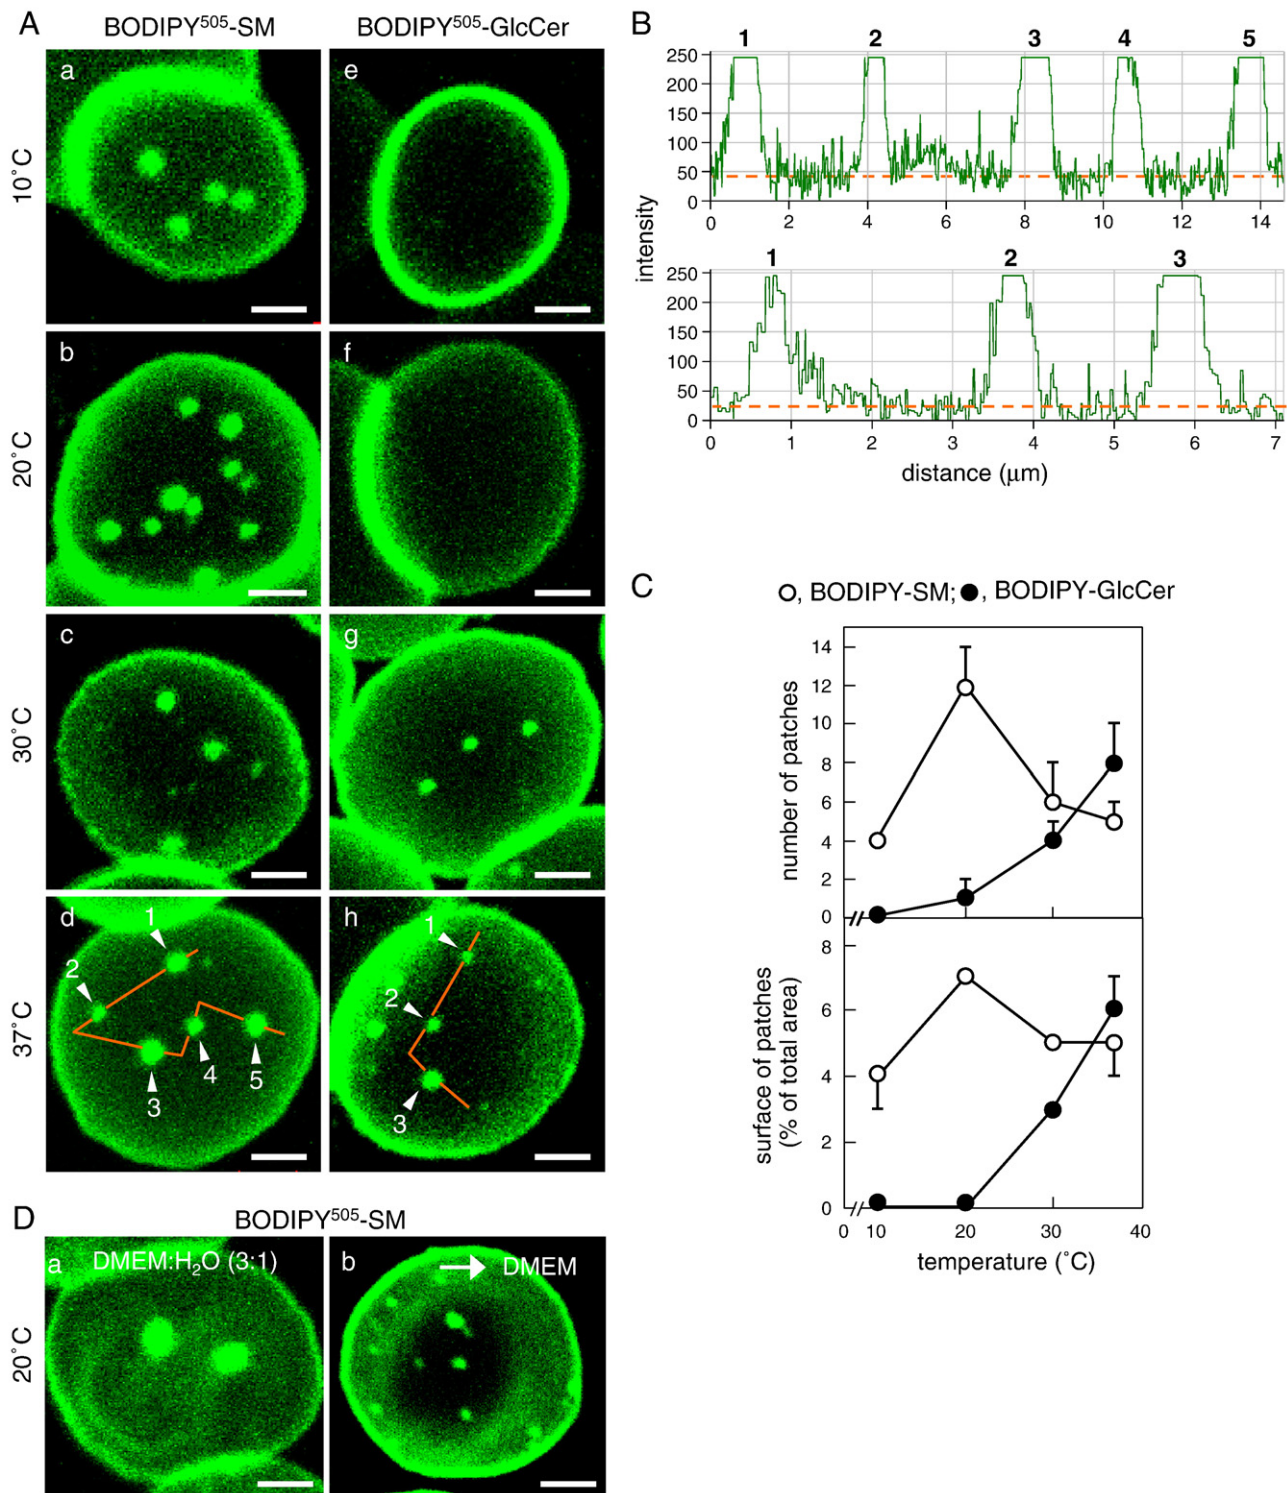 A
BODIPY505-SM
BODIPY505-GlcCer
10˚C
a
e
20˚C
b
f
30˚C
c
g
37˚C
d
1
2
3
4
5
h
1
2
3
B
1 2 3 4 5
250
200
150
100
50
0
0 2 4 6 8 10 12 14
intensity
1 2 3
250
200
150
100
50
0
0 1 2 3 4 5 6 7
distance (μm)
C
, BODIPY-SM; , BODIPY-GlcCer
number of patches
14
12
10
8
6
4
2
0
surface of patches
(% of total area)
8
6
4
2
0
0 10 20 30 40
temperature (˚C)
D
BODIPY505-SM
20˚C
a
DMEM:H2O (3:1)
b
DMEM